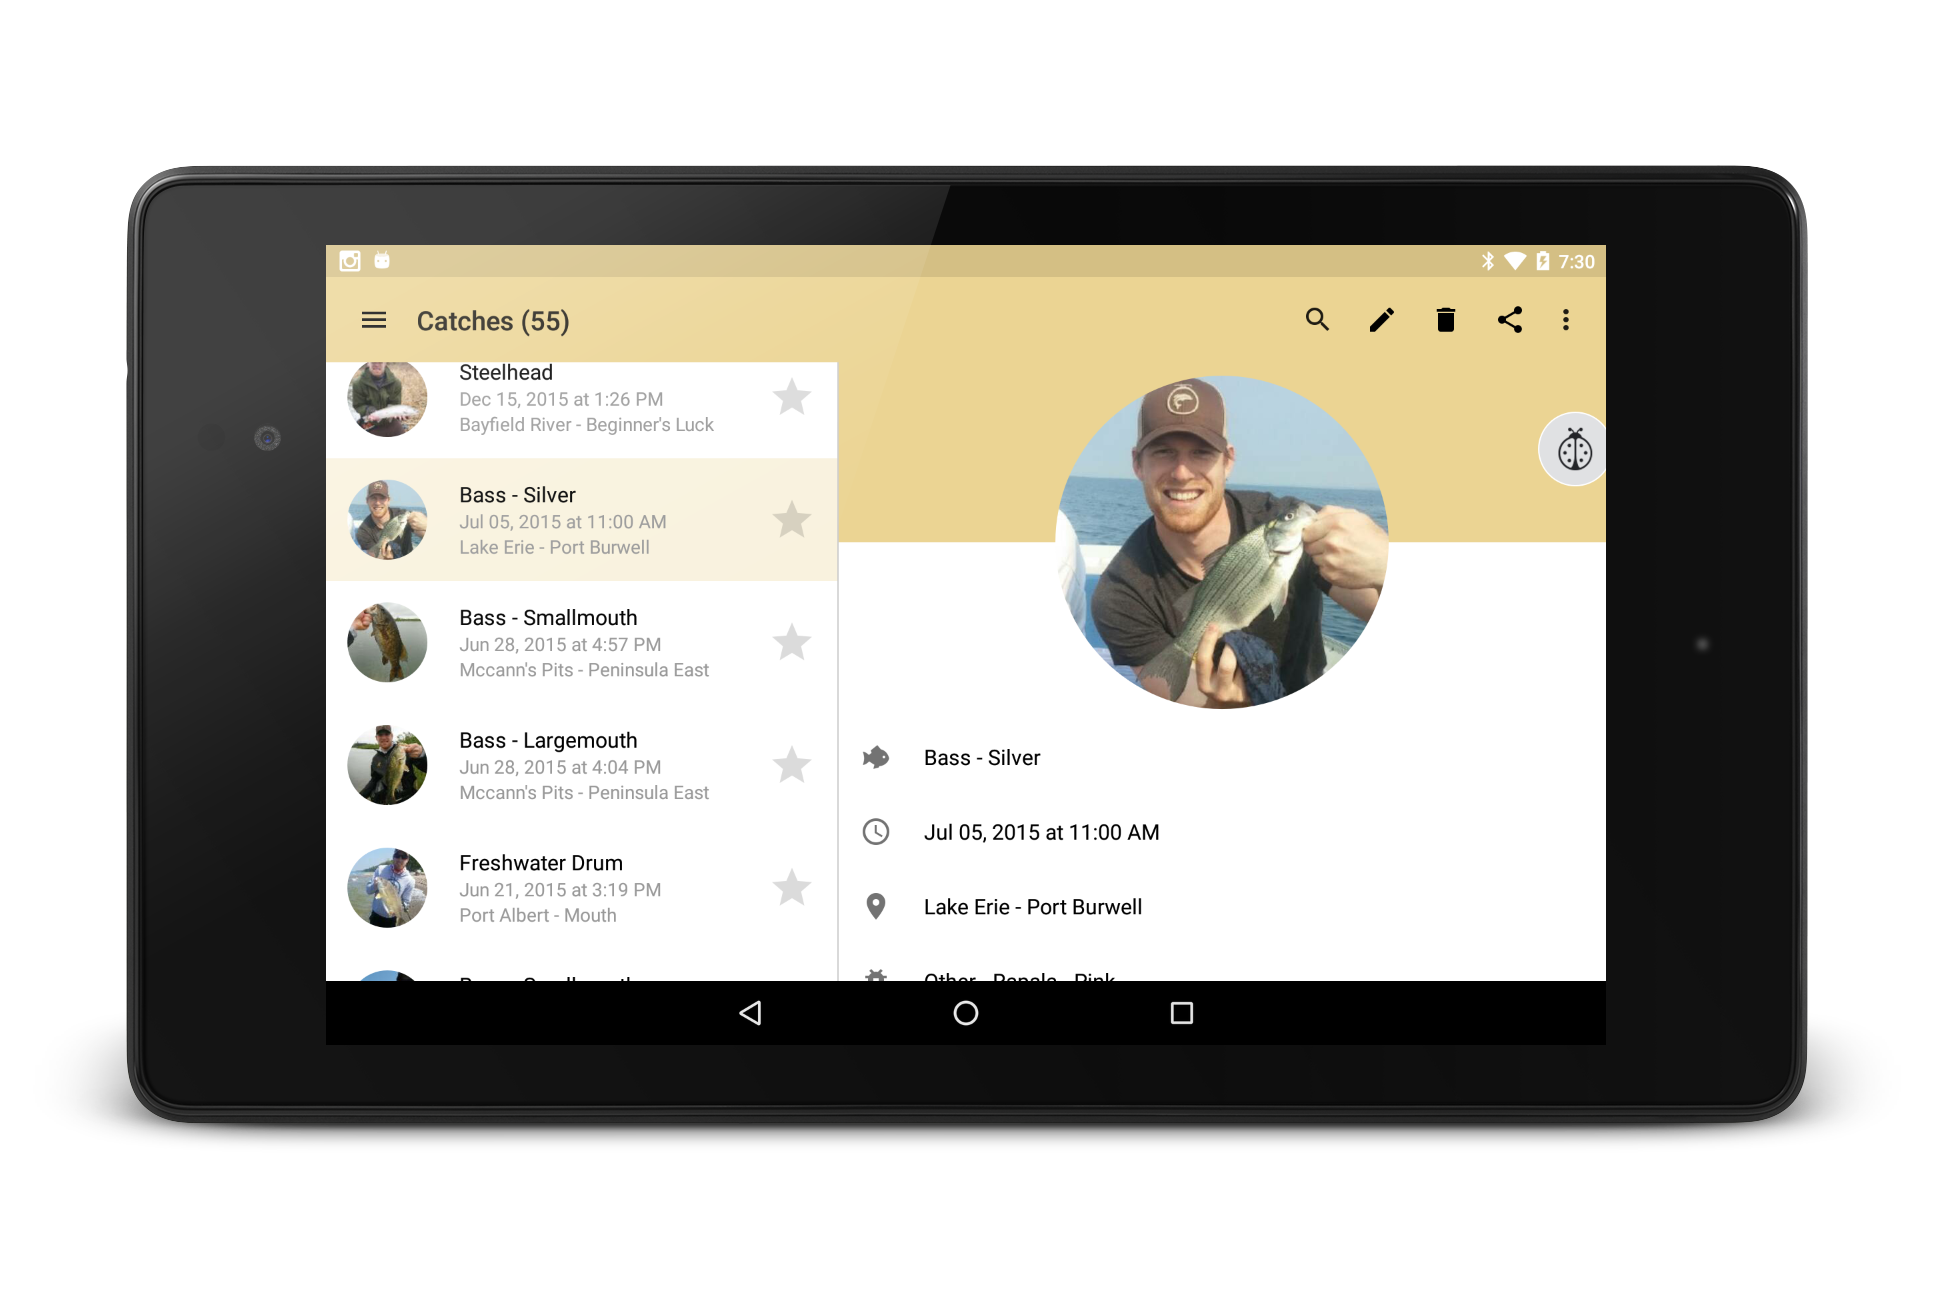 7:30
Catches (55)
Steelhead
Dec 15, 2015 at 1:26 PM
Bayfield River - Beginner's Luck
Bass - Silver
Jul 05, 2015 at 11:00 AM
Lake Erie - Port Burwell
Bass - Smallmouth
Jun 28, 2015 at 4:57 PM
Mccann's Pits - Peninsula East
Bass - Largemouth
Jun 28, 2015 at 4:04 PM
Mccann's Pits - Peninsula East
Freshwater Drum
Jun 21, 2015 at 3:19 PM
Port Albert - Mouth
Bass - Silver
Jul 05, 2015 at 11:00 AM
Lake Erie - Port Burwell
Other - Rapala - Pink